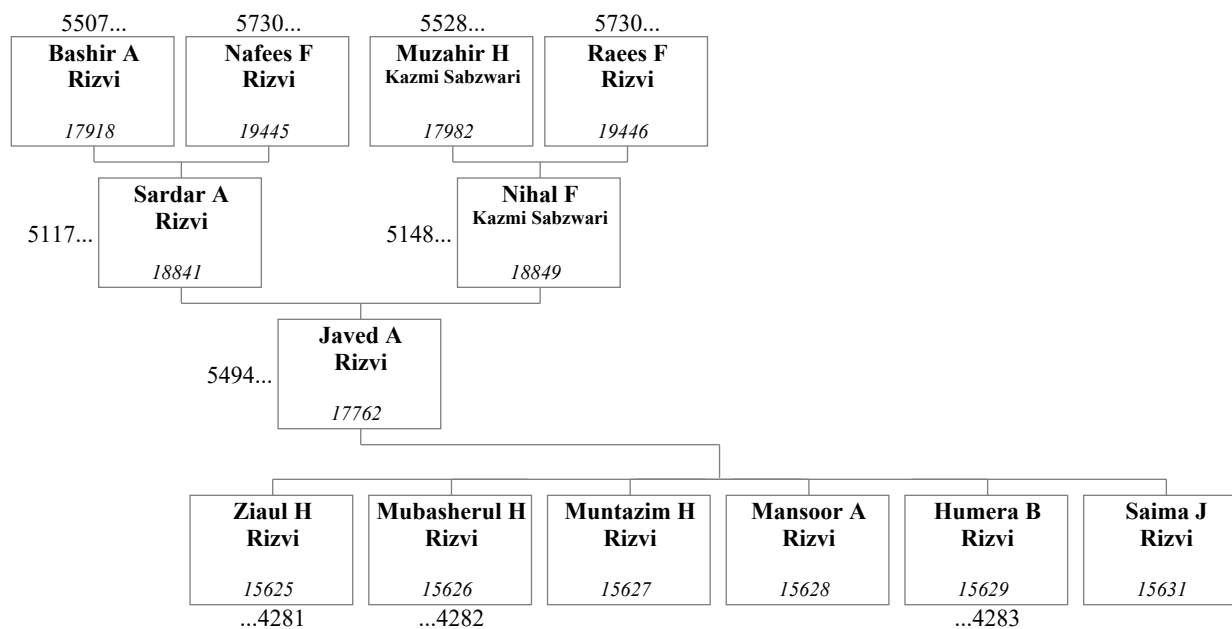 5507...
5730...
5528...
5730...
Bashir A
Rizvi
17918
Nafees F
Rizvi
19445
Muzahir H
Kazmi Sabzwari
17982
Raees F
Rizvi
19446
5117...
Sardar A
Rizvi
18841
5148...
Nihal F
Kazmi Sabzwari
18849
5494...
Javed A
Rizvi
17762
Ziaul H
Rizvi
15625
Mubasherul H
Rizvi
15626
Muntazim H
Rizvi
15627
Mansoor A
Rizvi
15628
Humera B
Rizvi
15629
Saima J
Rizvi
15631
...4281
...4282
...4283